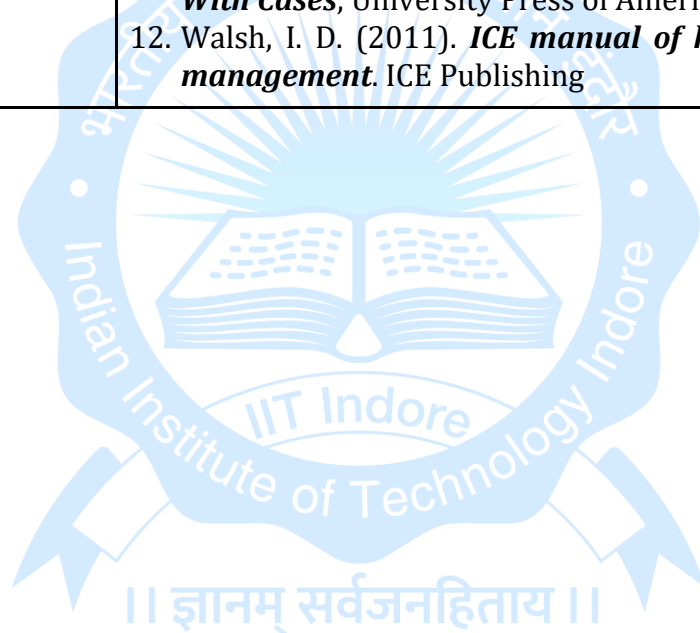 With Cases, University Press of Ameri
12. Walsh, I. D. (2011). ICE manual of
management. ICE Publishing
Indian Institute of Technology Indore
IIT Indore
।। ज्ञानम् सर्वजनहिताय ।।